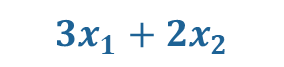 3x₁ + 2x₂